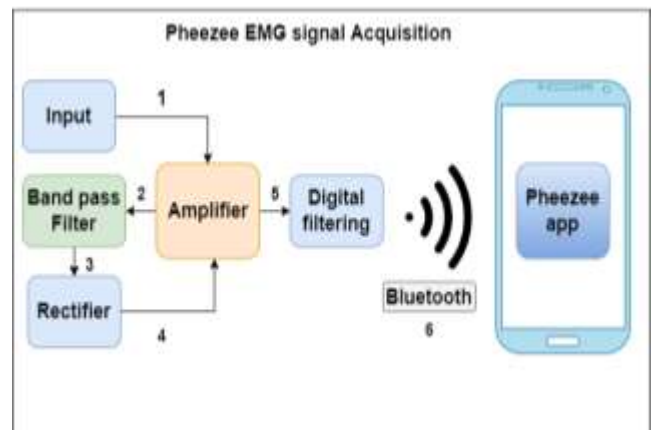 Pheezee EMG signal Acquisition
1
Input
Band pass
Filter
2
Amplifier
5
Digital
filtering
Pheezee
app
3
Rectifier
4
Bluetooth
6